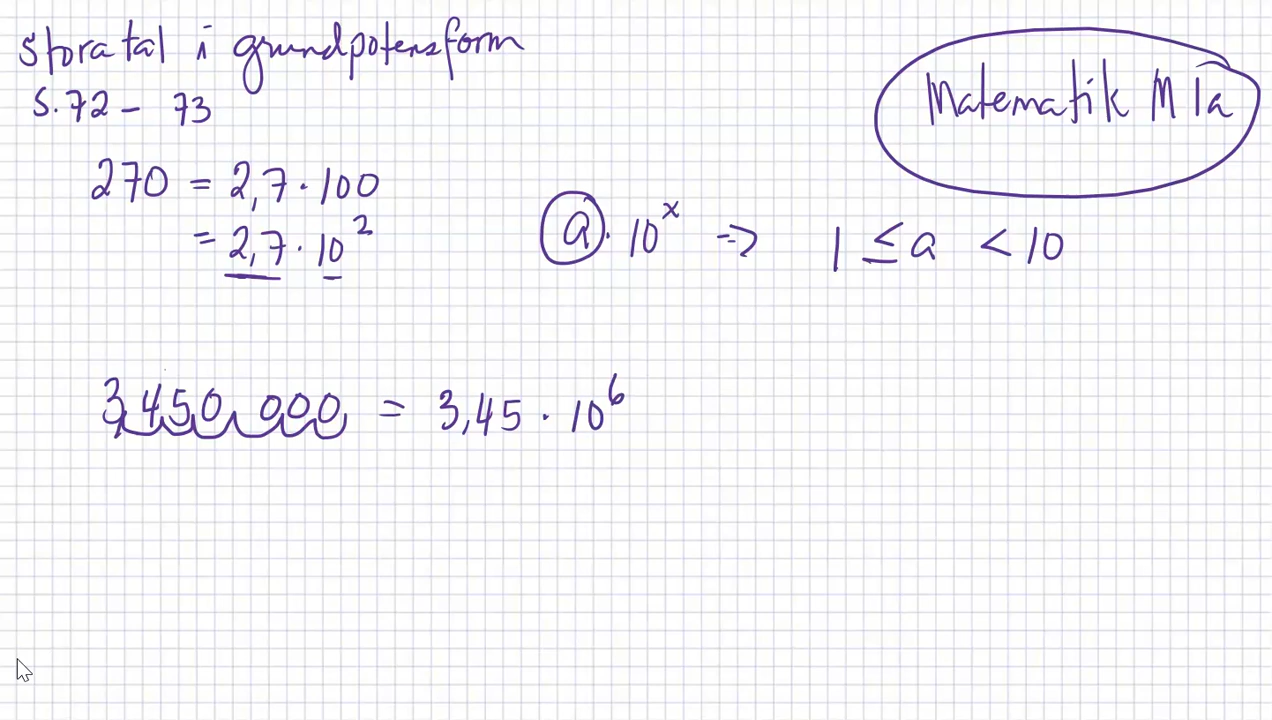 Stora tal i grundpotensform
s. 72 - 73
Matematik M 1a
270 = 2,7 · 100
= 2,7 · 10²
a · 10ˣ => 1 ≤ a < 10
3,450 000 = 3,45 · 10⁶